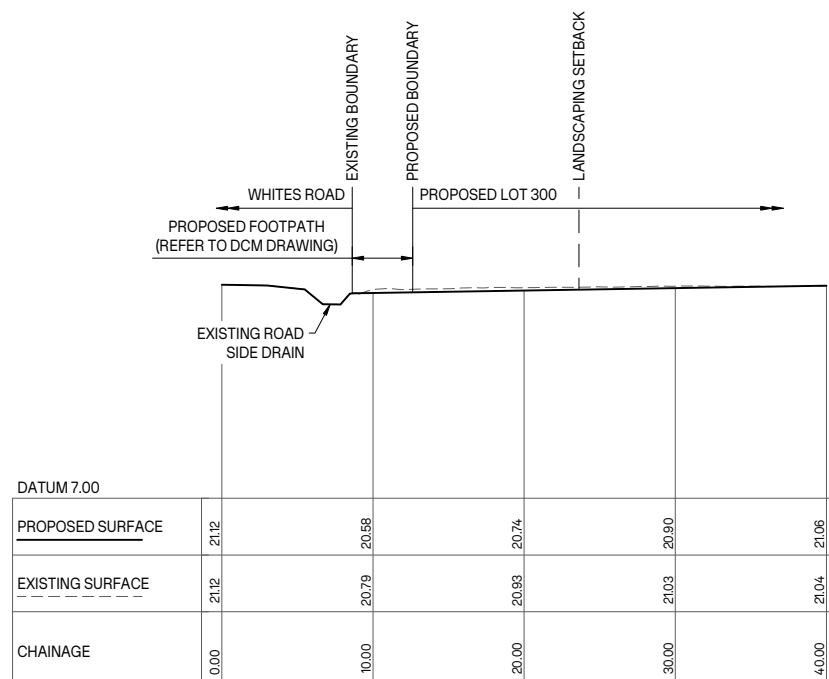 EXISTING BOUNDARY
PROPOSED BOUNDARY
LANDSCAPING SETBACK
WHITES ROAD
PROPOSED LOT 300
PROPOSED FOOTPATH
(REFER TO DCM DRAWING)
EXISTING ROAD
SIDE DRAIN
DATUM 7.00
PROPOSED SURFACE 21.12 20.58 20.74 20.90 21.06
EXISTING SURFACE 21.12 20.79 20.93 21.03 21.04
CHAINAGE 0.00 10.00 20.00 30.00 40.00